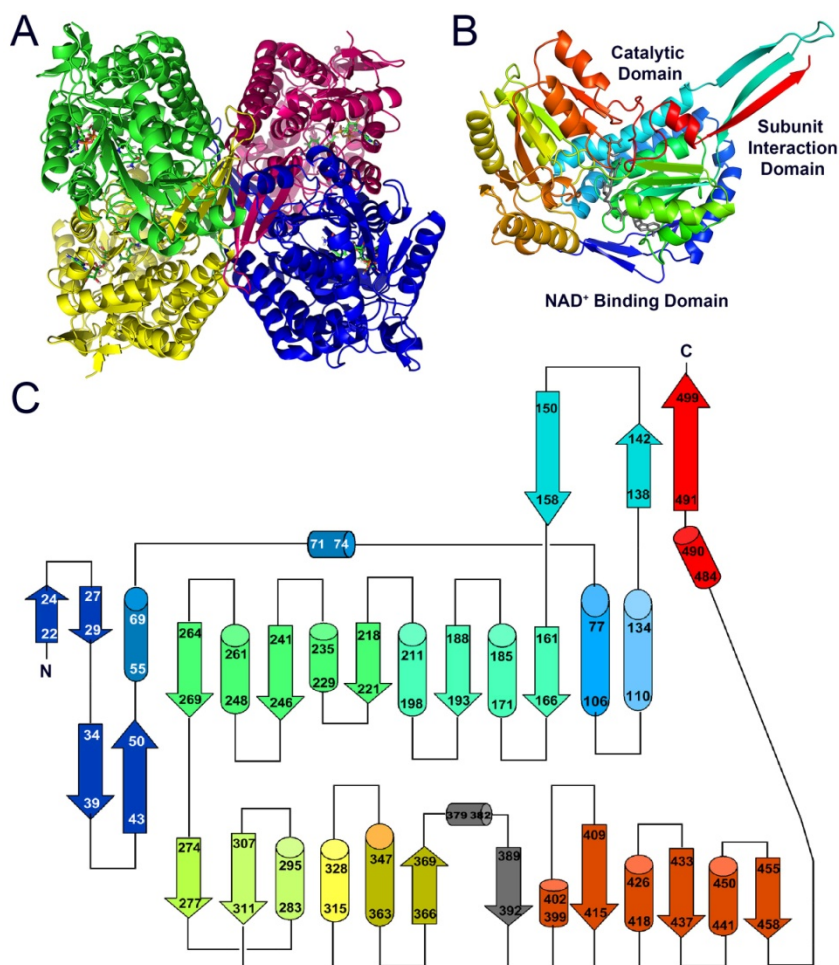 A
B
Catalytic
Domain
Subunit
Interaction
Domain
NAD+ Binding Domain
C
C
150 142 499
158 138 491
71 74
490
484
24 27 69
22 29 55
N
264 261 241 235 218 211 188 185 161 77 134
269 248 246 229 221 198 193 171 166 106 110
34 50
39 43
274 307 295 328 347 369 379 382 389 402 409 426 433 450 455
277 311 283 315 363 366 392 399 415 418 437 441 458